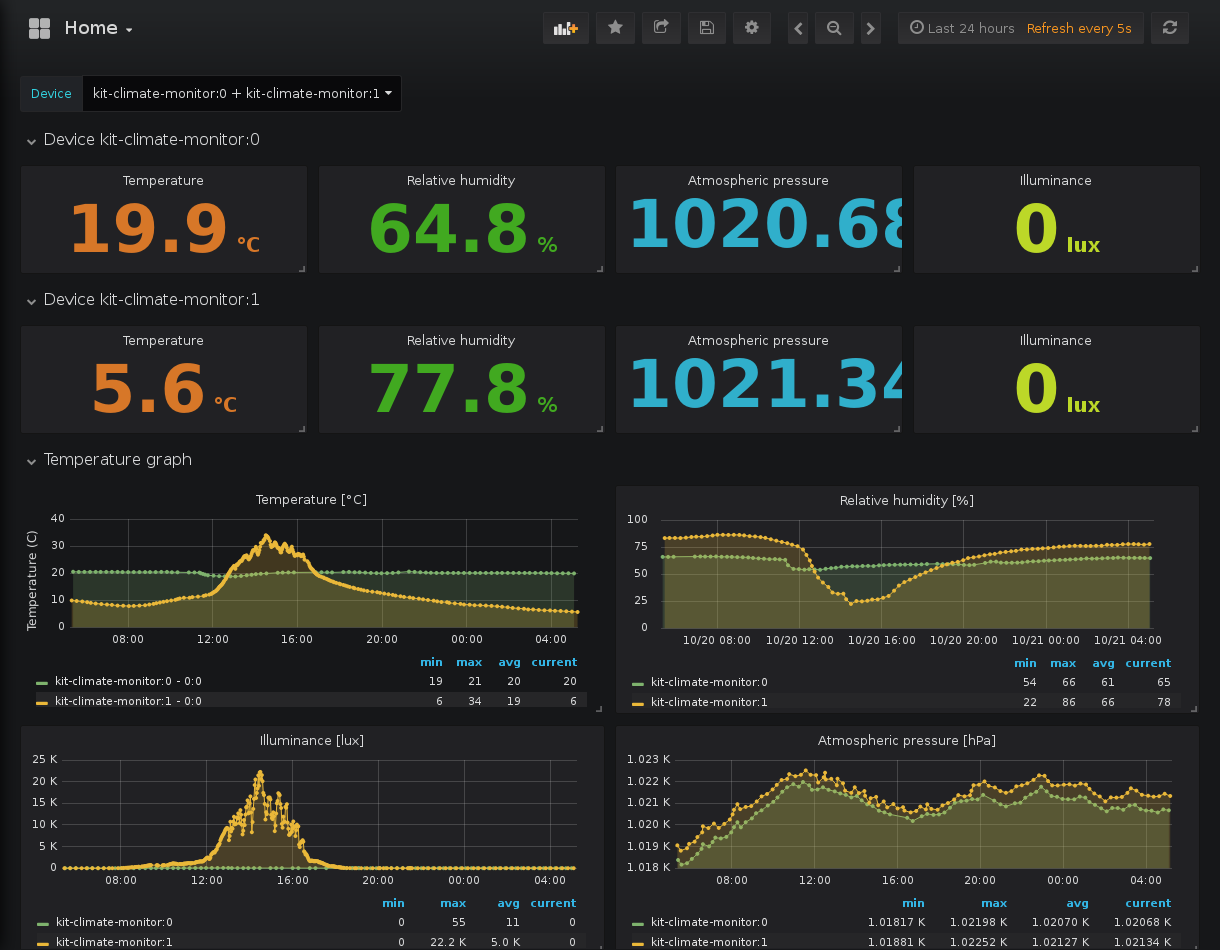 Home
Last 24 hours Refresh every 5s
Device kit-climate-monitor:0 + kit-climate-monitor:1
Device kit-climate-monitor:0
Temperature Relative humidity Atmospheric pressure Illuminance
19.9 °C 64.8 % 1020.68 0 lux
Device kit-climate-monitor:1
Temperature Relative humidity Atmospheric pressure Illuminance
5.6 °C 77.8 % 1021.34 0 lux
Temperature graph
Temperature [°C]
Temperature (C)
40
30
20
10
0
08:00 12:00 16:00 20:00 00:00 04:00
min max avg current
kit-climate-monitor:0 - 0:0 19 21 20 20
kit-climate-monitor:1 - 0:0 6 34 19 6
Relative humidity [%]
100
75
50
25
0
10/20 08:00 10/20 12:00 10/20 16:00 10/20 20:00 10/21 00:00 10/21 04:00
min max avg current
kit-climate-monitor:0 54 66 61 65
kit-climate-monitor:1 22 86 66 78
Illuminance [lux]
25 K
20 K
15 K
10 K
5 K
0
08:00 12:00 16:00 20:00 00:00 04:00
min max avg current
kit-climate-monitor:0 0 55 11 0
kit-climate-monitor:1 0 22.2 K 5.0 K 0
Atmospheric pressure [hPa]
1.023 K
1.022 K
1.021 K
1.020 K
1.019 K
1.018 K
08:00 12:00 16:00 20:00 00:00 04:00
min max avg current
kit-climate-monitor:0 1.01817 K 1.02198 K 1.02070 K 1.02068 K
kit-climate-monitor:1 1.01881 K 1.02252 K 1.02127 K 1.02134 K